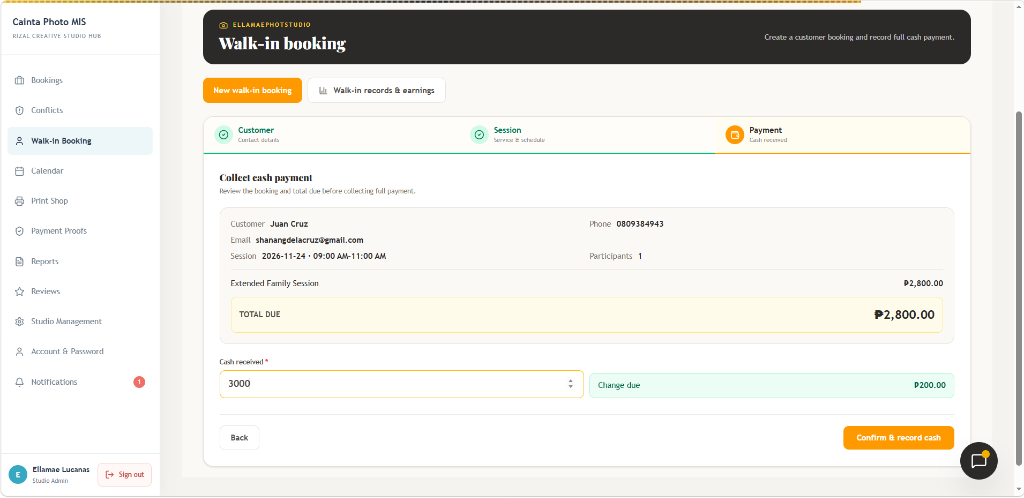 Cainta Photo MIS
RIZAL CREATIVE STUDIO HUB
Bookings
Conflicts
Walk-in Booking
Calendar
Print Shop
Payment Proofs
Reports
Reviews
Studio Management
Account & Password
Notifications
1
E
Ellamae Lucanas
Studio Admin
Sign out
ELLAMAEPHOTSTUDIO
Walk-in booking
Create a customer booking and record full cash payment.
New walk-in booking
Walk-in records & earnings
Customer
Contact details
Session
Service & schedule
Payment
Cash received
Collect cash payment
Review the booking and total due before collecting full payment.
Customer Juan Cruz
Phone 0809384943
Email shanangdelacruz@gmail.com
Session 2026-11-24 • 09:00 AM-11:00 AM
Participants 1
Extended Family Session ₱2,800.00
TOTAL DUE ₱2,800.00
Cash received *
3000
Change due ₱200.00
Back
Confirm & record cash